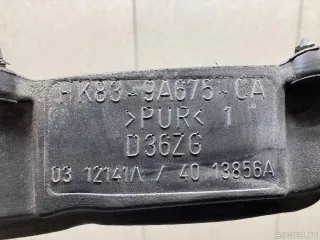 HK83-9A675-CA
>PUR< 1
D36ZG
03 12141A / 40 13856A